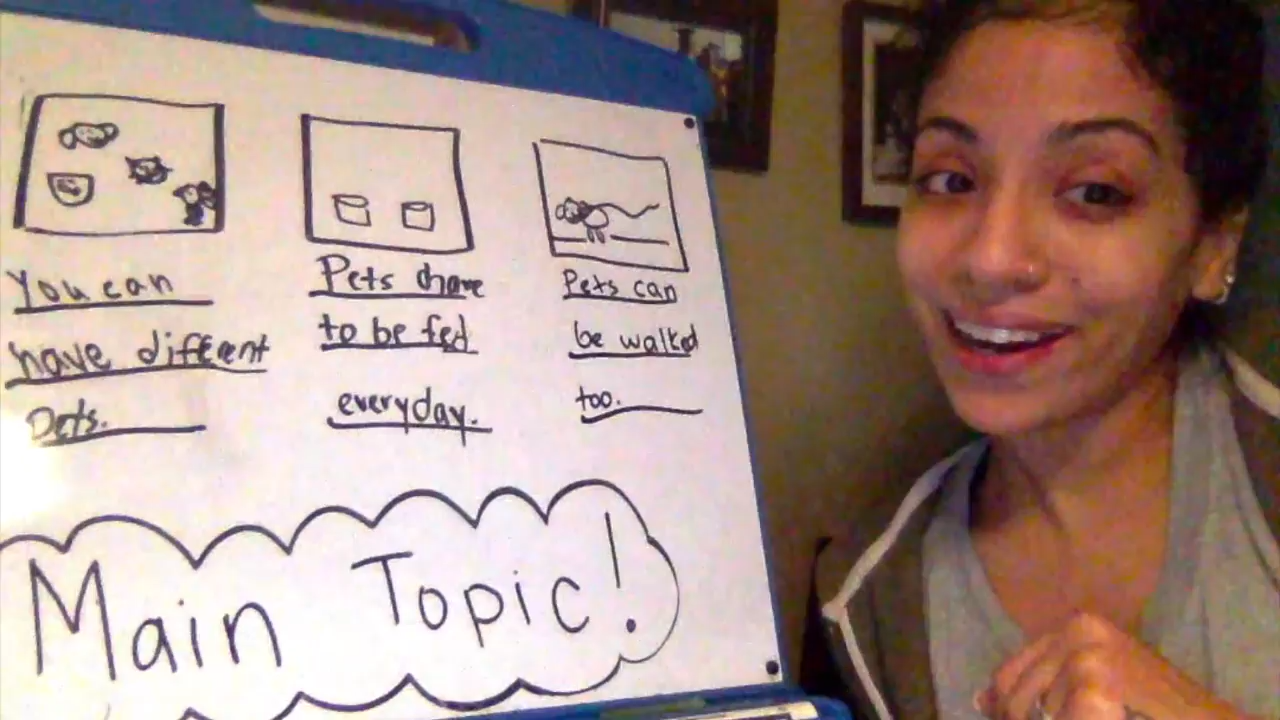 You can
have different
pets.
Pets have
to be fed
everyday.
Pets can
be walked
too.
Main Topic!